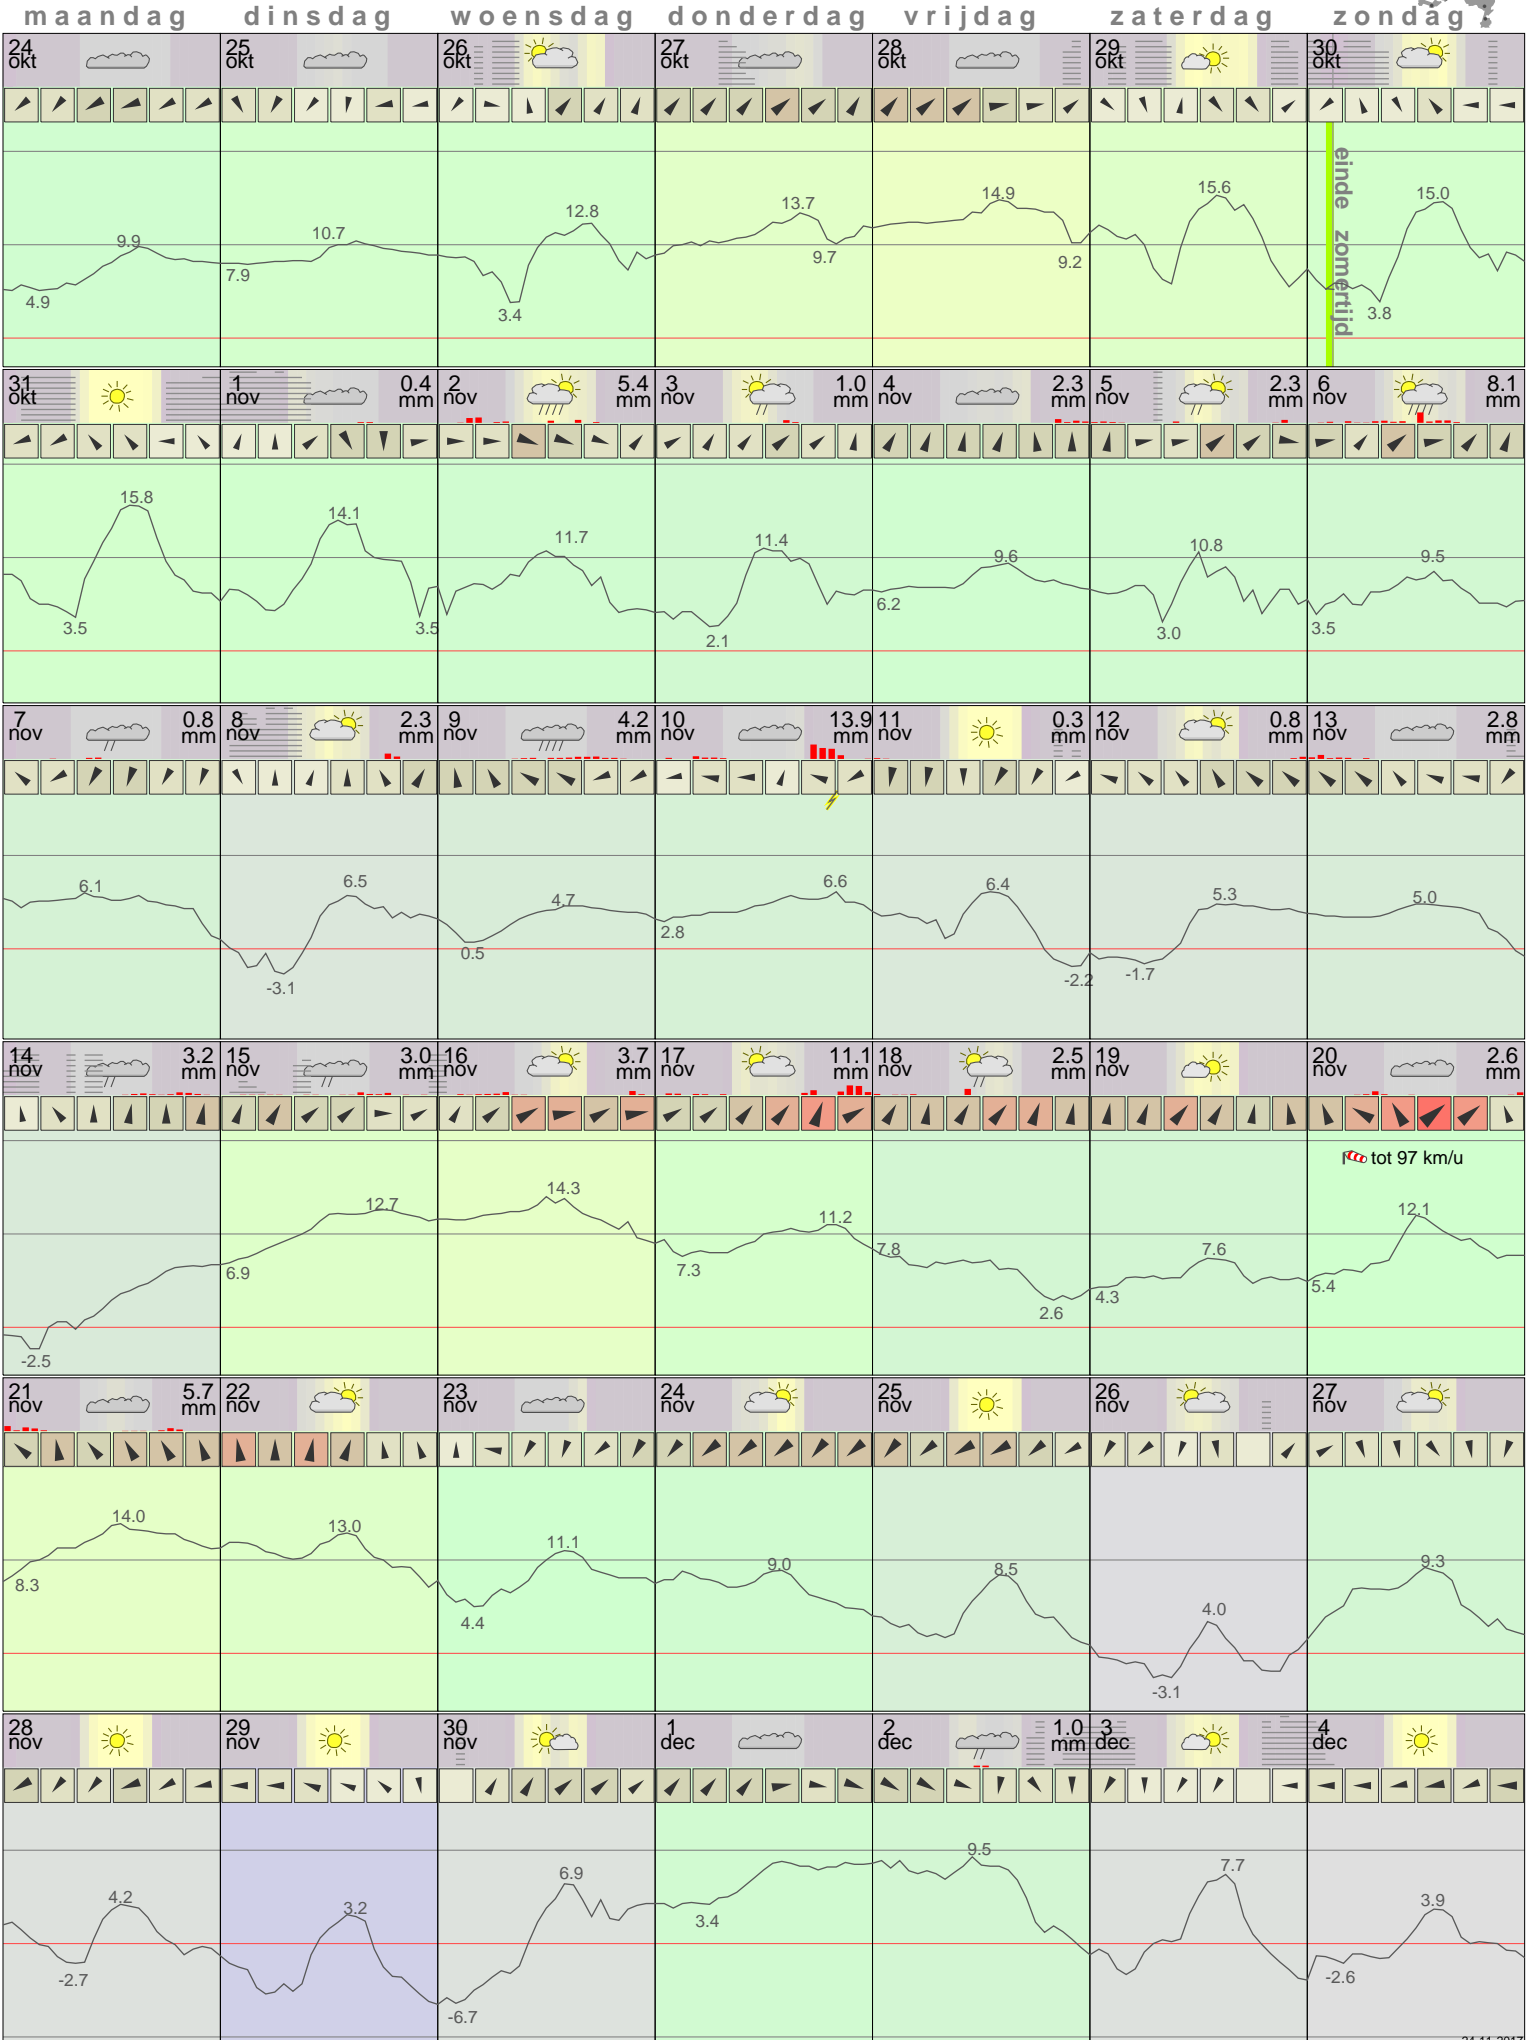 maandag dinsdag woensdag donderdag vrijdag zaterdag zondag
24 okt 25 okt 26 okt 27 okt 28 okt 29 okt 30 okt
einde zomertijd
9.9 4.9 10.7 7.9 12.8 3.4 13.7 9.7 14.9 9.2 15.6 15.0 3.8
31 okt 1 nov 0.4 mm 2 nov 5.4 mm 3 nov 1.0 mm 4 nov 2.3 mm 5 nov 2.3 mm 6 nov 8.1 mm
15.8 3.5 14.1 3.5 11.7 11.4 2.1 9.6 6.2 10.8 3.0 9.5 3.5
7 nov 0.8 mm 8 nov 2.3 mm 9 nov 4.2 mm 10 nov 13.9 mm 11 nov 0.3 mm 12 nov 0.8 mm 13 nov 2.8 mm
6.1 6.5 -3.1 4.7 0.5 6.6 2.8 6.4 -2.2 5.3 -1.7 5.0
14 nov 3.2 mm 15 nov 3.0 mm 16 nov 3.7 mm 17 nov 11.1 mm 18 nov 2.5 mm 19 nov 20 nov 2.6 mm
tot 97 km/u
-2.5 12.7 6.9 14.3 11.2 7.3 7.8 2.6 7.6 4.3 12.1 5.4
21 nov 5.7 mm 22 nov 23 nov 24 nov 25 nov 26 nov 27 nov
14.0 8.3 13.0 11.1 4.4 9.0 8.5 4.0 -3.1 9.3
28 nov 29 nov 30 nov 1 dec 2 dec 1.0 mm 3 dec 4 dec
4.2 -2.7 3.2 6.9 -6.7 3.4 9.5 7.7 3.9 -2.6